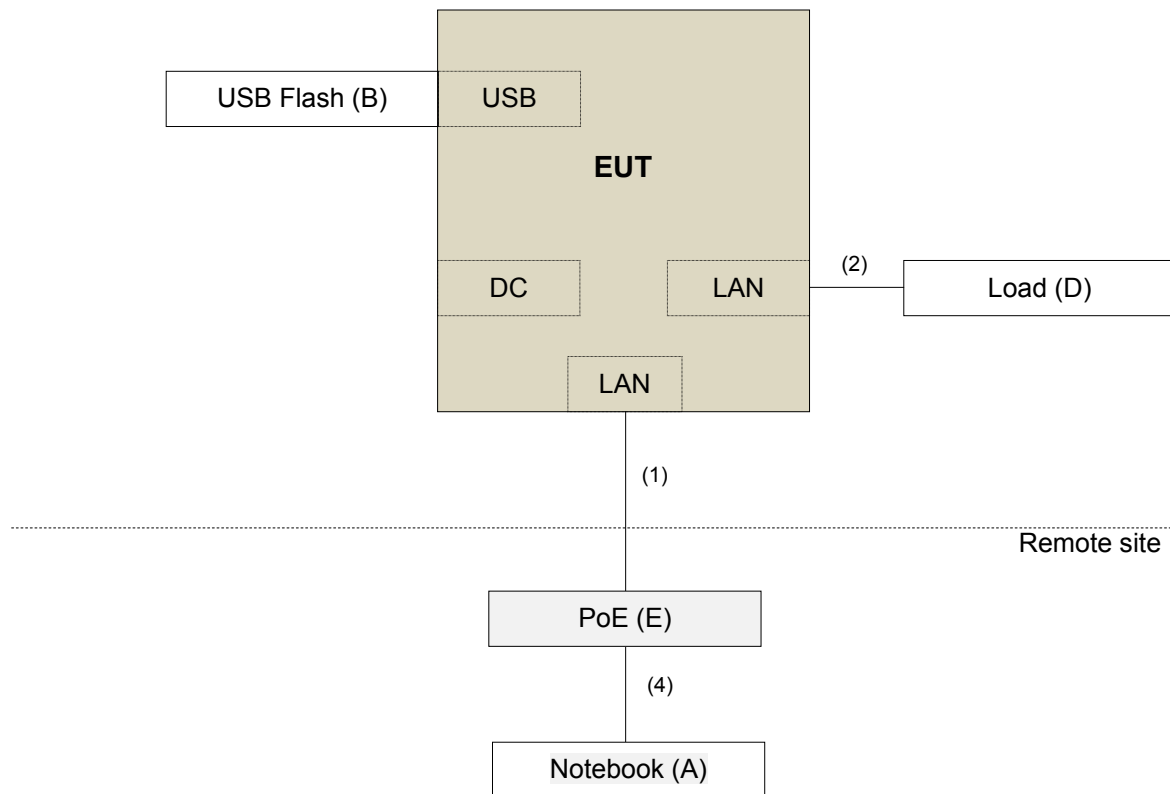 USB Flash (B)
USB
EUT
DC
LAN
(2)
Load (D)
LAN
(1)
Remote site
PoE (E)
(4)
Notebook (A)